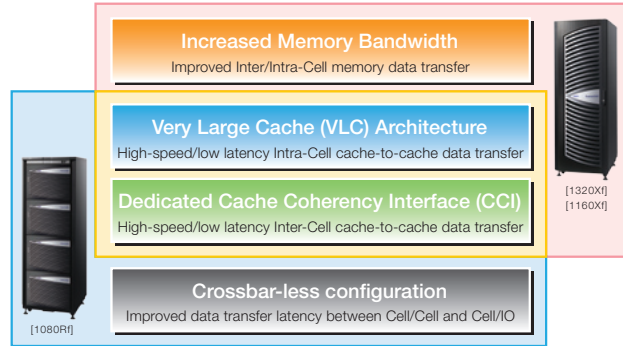 Increased Memory Bandwidth
Improved Inter/Intra-Cell memory data transfer
Very Large Cache (VLC) Architecture
High-speed/low latency Intra-Cell cache-to-cache data transfer
Dedicated Cache Coherency Interface (CCI)
High-speed/low latency Inter-Cell cache-to-cache data transfer
[1320Xf]
[1160Xf]
Crossbar-less configuration
Improved data transfer latency between Cell/Cell and Cell/IO
[1080Rf]